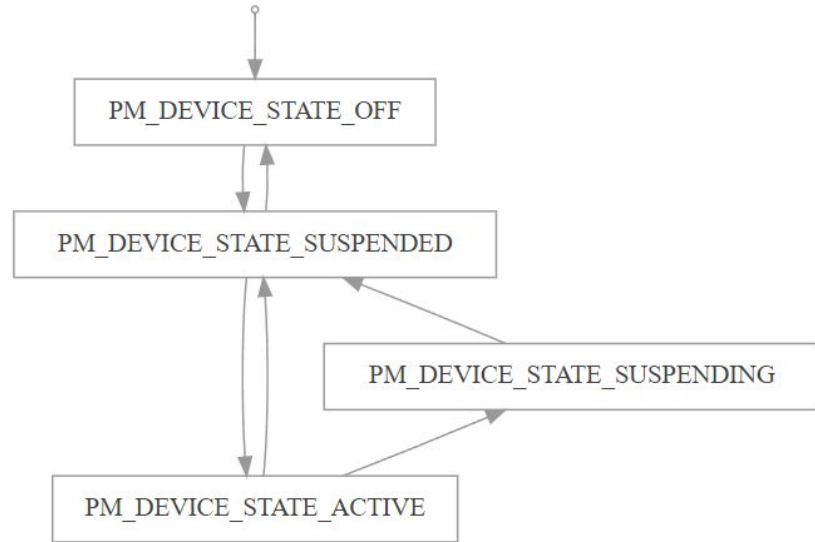 PM_DEVICE_STATE_OFF
PM_DEVICE_STATE_SUSPENDED
PM_DEVICE_STATE_SUSPENDING
PM_DEVICE_STATE_ACTIVE